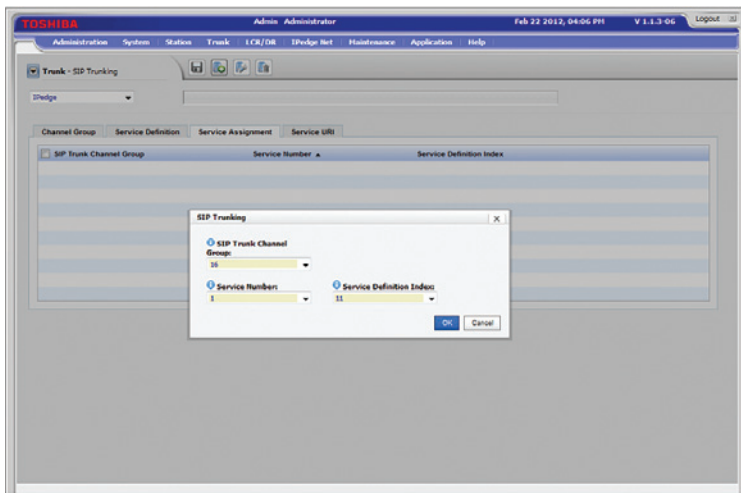 TOSHIBA Admin Administrator Feb 22 2012, 04:06 PM V 1.1.3-06 Logout
Administration System Station Trunk LCR/DR IPedge Net Maintenance Application Help
Trunk - SIP Trunking
IPedge
Channel Group Service Definition Service Assignment Service URI
SIP Trunk Channel Group Service Number Service Definition Index
SIP Trunking
SIP Trunk Channel
Group:
16
Service Number: Service Definition Index:
1 11
OK Cancel